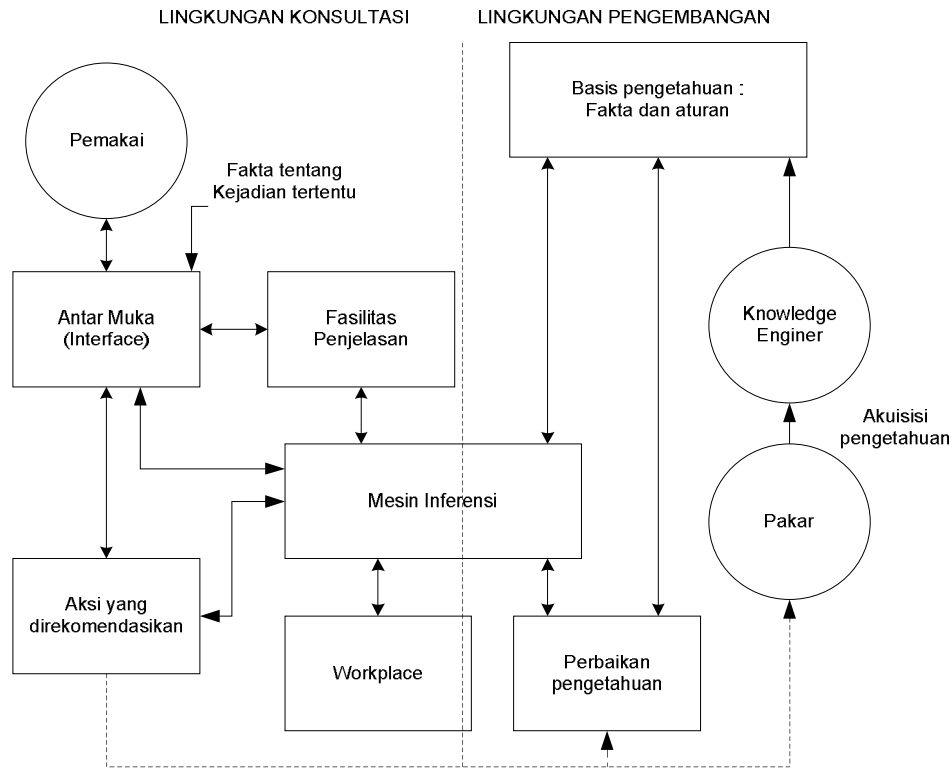 LINGKUNGAN KONSULTASI
LINGKUNGAN PENGEMBANGAN
Pemakai
Fakta tentang
Kejadian tertentu
Basis pengetahuan :
Fakta dan aturan
Antar Muka
(Interface)
Fasilitas
Penjelasan
Knowledge
Enginer
Akuisisi
pengetahuan
Mesin Inferensi
Pakar
Aksi yang
direkomendasikan
Workplace
Perbaikan
pengetahuan